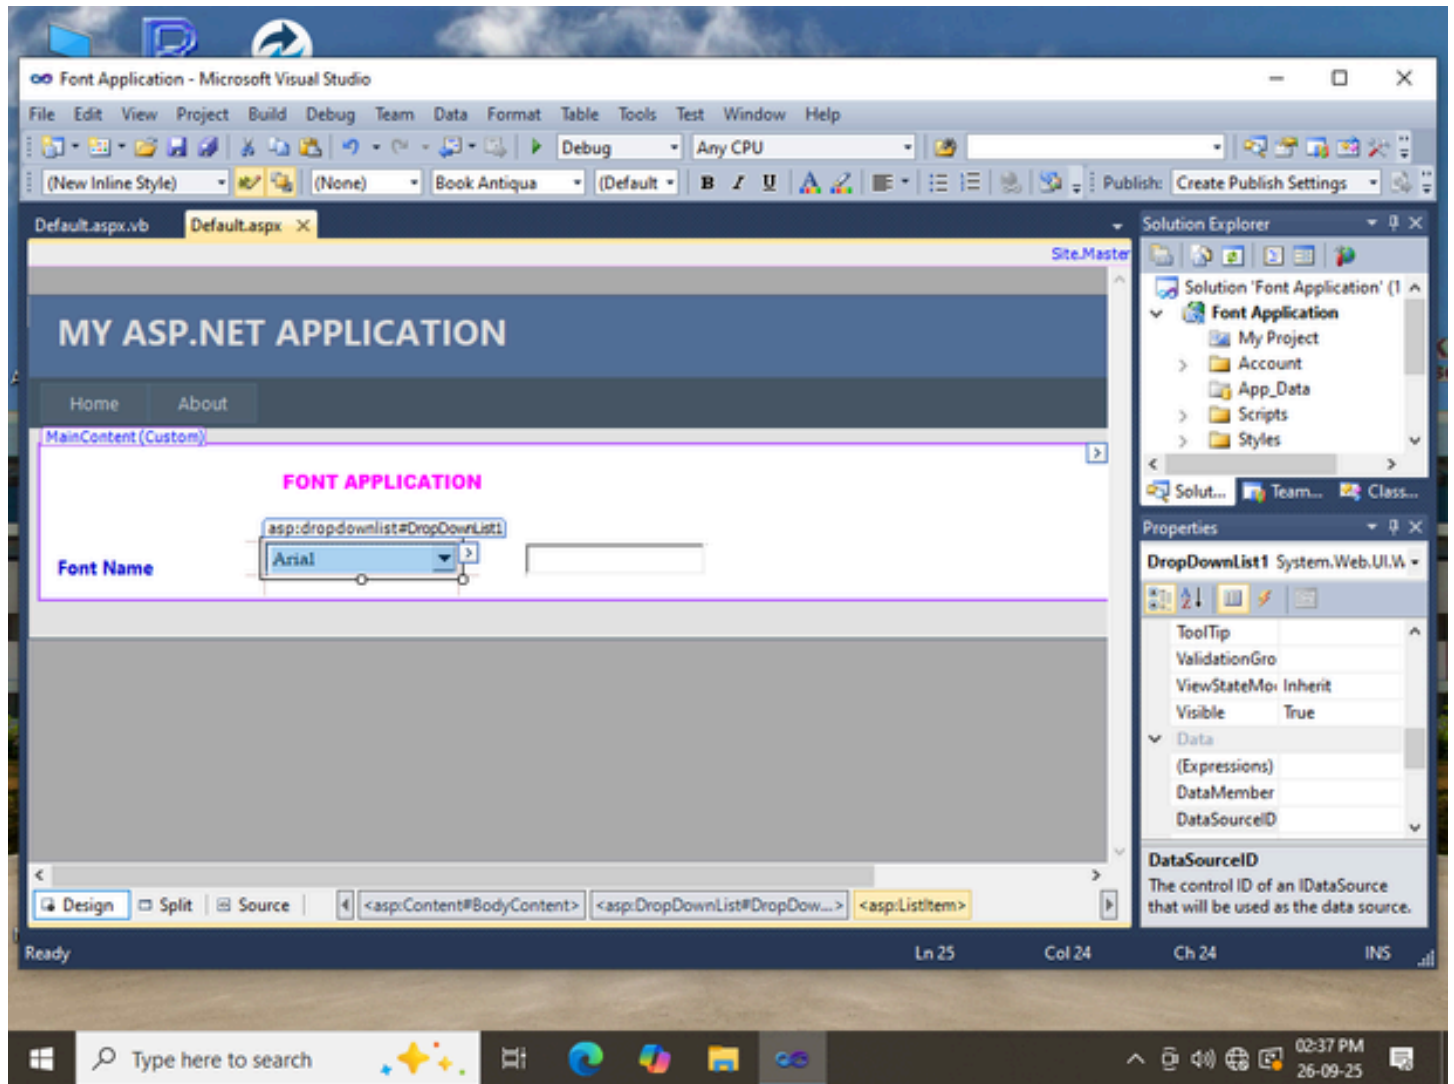 Font Application - Microsoft Visual Studio
File Edit View Project Build Debug Team Data Format Table Tools Test Window Help
Debug Any CPU
(New Inline Style) (None) Book Antiqua (Default B I U A Publish: Create Publish Settings
Default.aspx.vb Default.aspx
Site.Master
MY ASP.NET APPLICATION
Home About
MainContent (Custom)
FONT APPLICATION
asp:dropdownlist#DropDownList1
Font Name Arial
Design Split Source <asp:Content#BodyContent> <asp:DropDownList#DropDow...> <asp:ListItem>
Solution Explorer
Solution 'Font Application' (1
Font Application
My Project
Account
App_Data
Scripts
Styles
Solut... Team... Class...
Properties
DropDownList1 System.Web.UI.W
ToolTip
ValidationGro
ViewStateMo Inherit
Visible True
Data
(Expressions)
DataMember
DataSourceID
DataSourceID
The control ID of an IDataSource
that will be used as the data source.
Ready Ln 25 Col 24 Ch 24 INS
Type here to search
02:37 PM
26-09-25